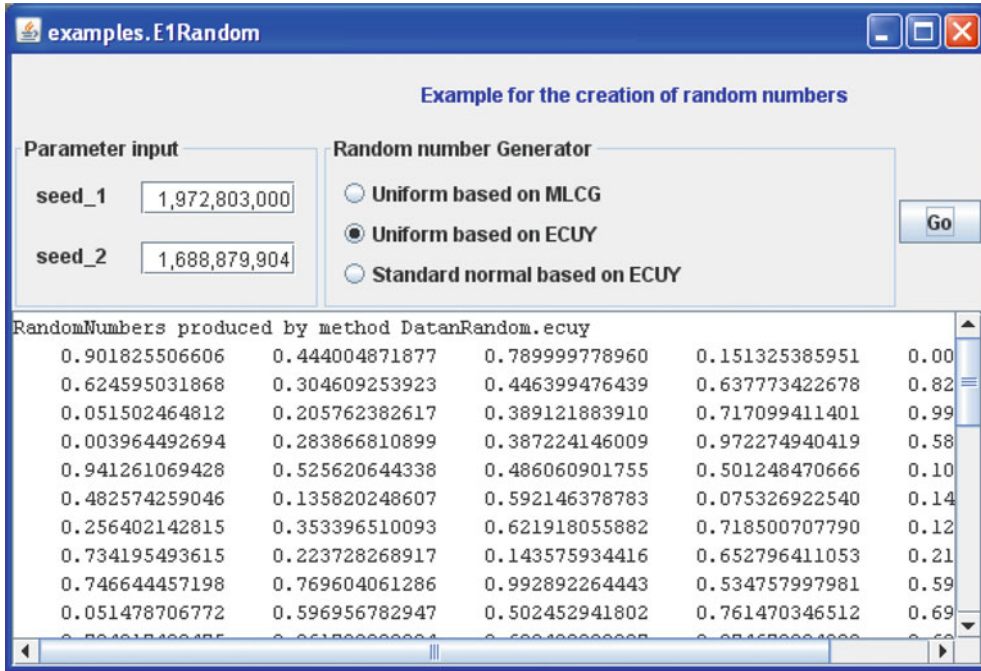 examples.E1Random
Example for the creation of random numbers
Parameter input
seed_1 1,972,803,000
seed_2 1,688,879,904
Random number Generator
Uniform based on MLCG
Uniform based on ECUY
Standard normal based on ECUY
Go
RandomNumbers produced by method DatanRandom.ecuy
0.901825506606 0.444004871877 0.789999778960 0.151325385951 0.00
0.624595031868 0.304609253923 0.446399476439 0.637773422678 0.82
0.051502464812 0.205762382617 0.389121883910 0.717099411401 0.99
0.003964492694 0.283866810899 0.387224146009 0.972274940419 0.58
0.941261069428 0.525620644338 0.486060901755 0.501248470666 0.10
0.482574259046 0.135820248607 0.592146378783 0.075326922540 0.14
0.256402142815 0.353396510093 0.621918055882 0.718500707790 0.12
0.734195493615 0.223728268917 0.143575934416 0.652796411053 0.21
0.746644457198 0.769604061286 0.992892264443 0.534757997981 0.59
0.051478706772 0.596956782947 0.502452941802 0.761470346512 0.69